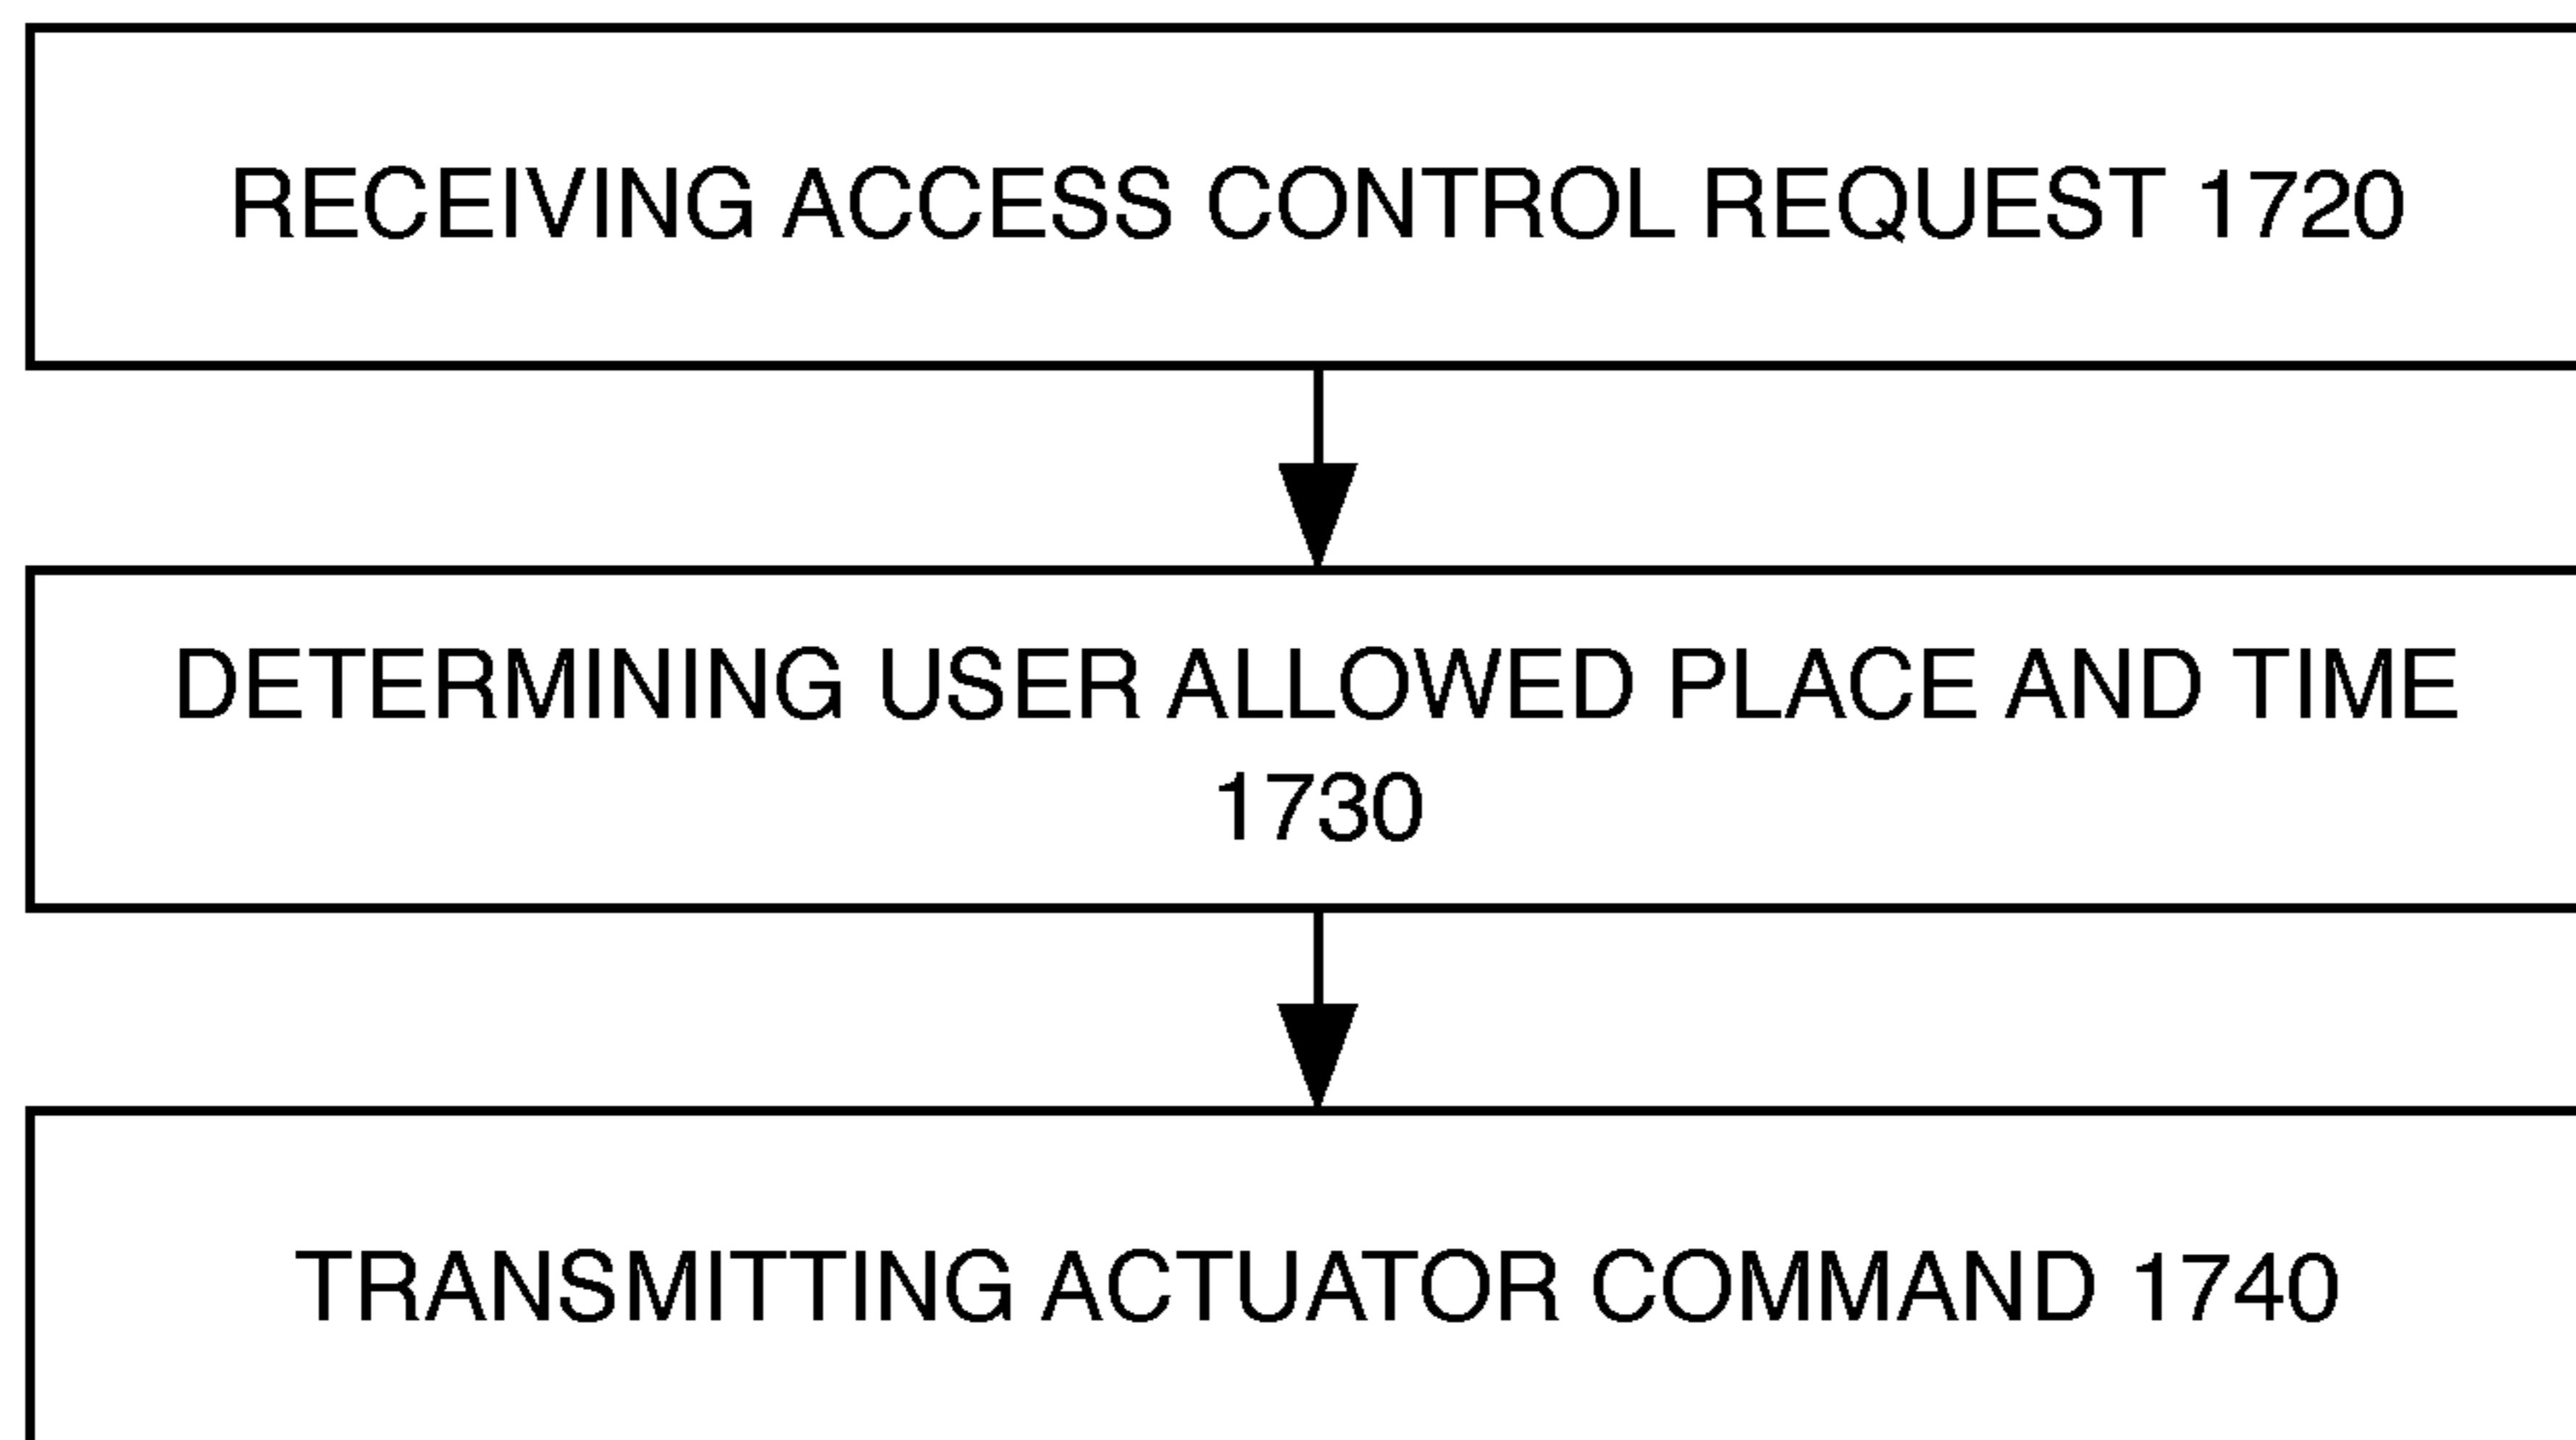 RECEIVING ACCESS CONTROL REQUEST 1720
DETERMINING USER ALLOWED PLACE AND TIME
1730
TRANSMITTING ACTUATOR COMMAND 1740